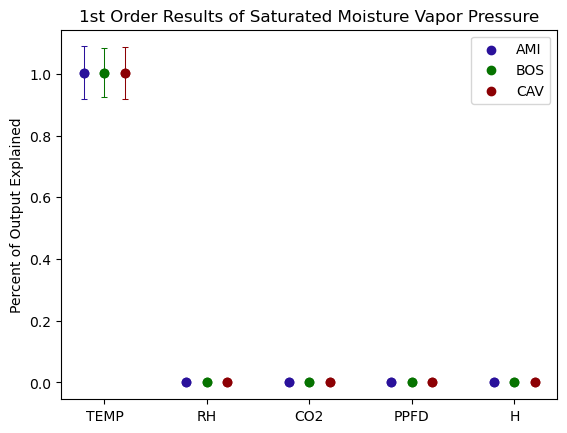 1st Order Results of Saturated Moisture Vapor Pressure
AMI
BOS
CAV
Percent of Output Explained
1.0
0.8
0.6
0.4
0.2
0.0
TEMP
RH
CO2
PPFD
H